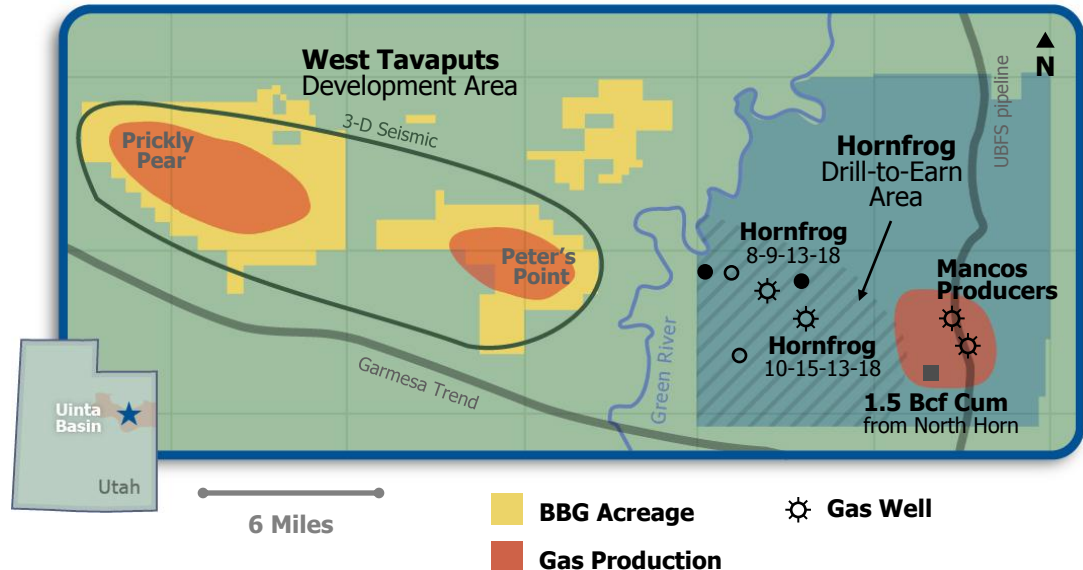 West Tavaputs
Development Area
3-D Seismic
Prickly
Pear
Peter's
Point
Garmesa Trend
Green River
Hornfrog
Drill-to-Earn
Area
N
UBFS pipeline
Hornfrog
8-9-13-18
Hornfrog
10-15-13-18
Mancos
Producers
1.5 Bcf Cum
from North Horn
Uinta
Basin
Utah
6 Miles
BBG Acreage
Gas Well
Gas Production